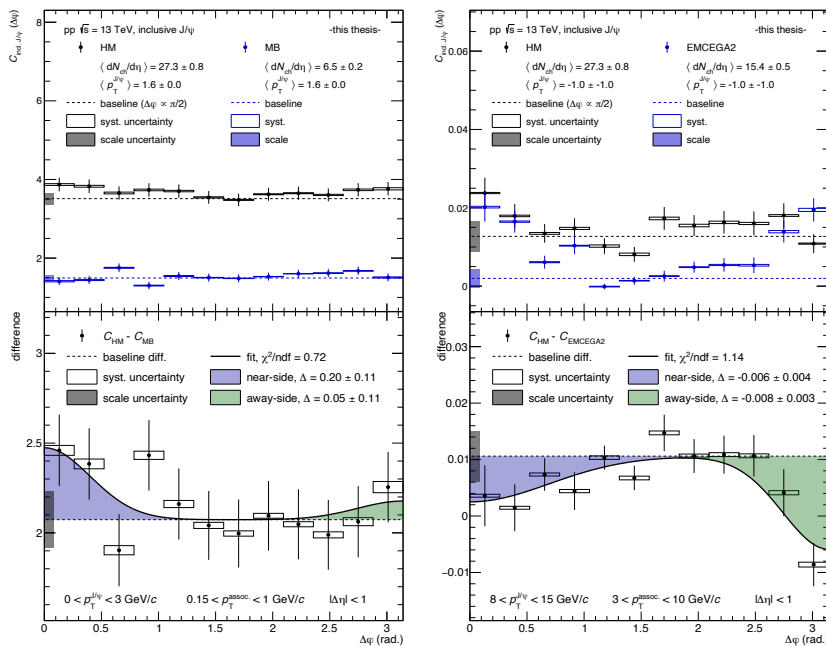 C_incl. J/ψ (Δφ)
8
6
4
2
pp √s = 13 TeV, inclusive J/ψ
-this thesis-
HM
MB
⟨ dN_ch/dη ⟩ = 27.3 ± 0.8
⟨ dN_ch/dη ⟩ = 6.5 ± 0.2
⟨ p_T^J/ψ ⟩ = 1.6 ± 0.0
⟨ p_T^J/ψ ⟩ = 1.6 ± 0.0
baseline (Δφ ∝ π/2)
baseline
syst. uncertainty
syst.
scale uncertainty
scale
difference
3
2.5
2
C_HM - C_MB
baseline diff.
fit, χ²/ndf = 0.72
syst. uncertainty
near-side, Δ = 0.20 ± 0.11
scale uncertainty
away-side, Δ = 0.05 ± 0.11
0 < p_T^J/ψ < 3 GeV/c
0.15 < p_T^assoc. < 1 GeV/c
|Δη| < 1
0 0.5 1 1.5 2 2.5 3
Δφ (rad.)
C_incl. J/ψ (Δφ)
0.06
0.04
0.02
0
pp √s = 13 TeV, inclusive J/ψ
-this thesis-
HM
EMCEGA2
⟨ dN_ch/dη ⟩ = 27.3 ± 0.8
⟨ dN_ch/dη ⟩ = 15.4 ± 0.5
⟨ p_T^J/ψ ⟩ = -1.0 ± -1.0
⟨ p_T^J/ψ ⟩ = -1.0 ± -1.0
baseline (Δφ ∝ π/2)
baseline
syst. uncertainty
syst.
scale uncertainty
scale
difference
0.03
0.02
0.01
0
−0.01
C_HM - C_EMCEGA2
baseline diff.
fit, χ²/ndf = 1.14
syst. uncertainty
near-side, Δ = -0.006 ± 0.004
scale uncertainty
away-side, Δ = -0.008 ± 0.003
8 < p_T^J/ψ < 15 GeV/c
3 < p_T^assoc. < 10 GeV/c
|Δη| < 1
0 0.5 1 1.5 2 2.5 3
Δφ (rad.)